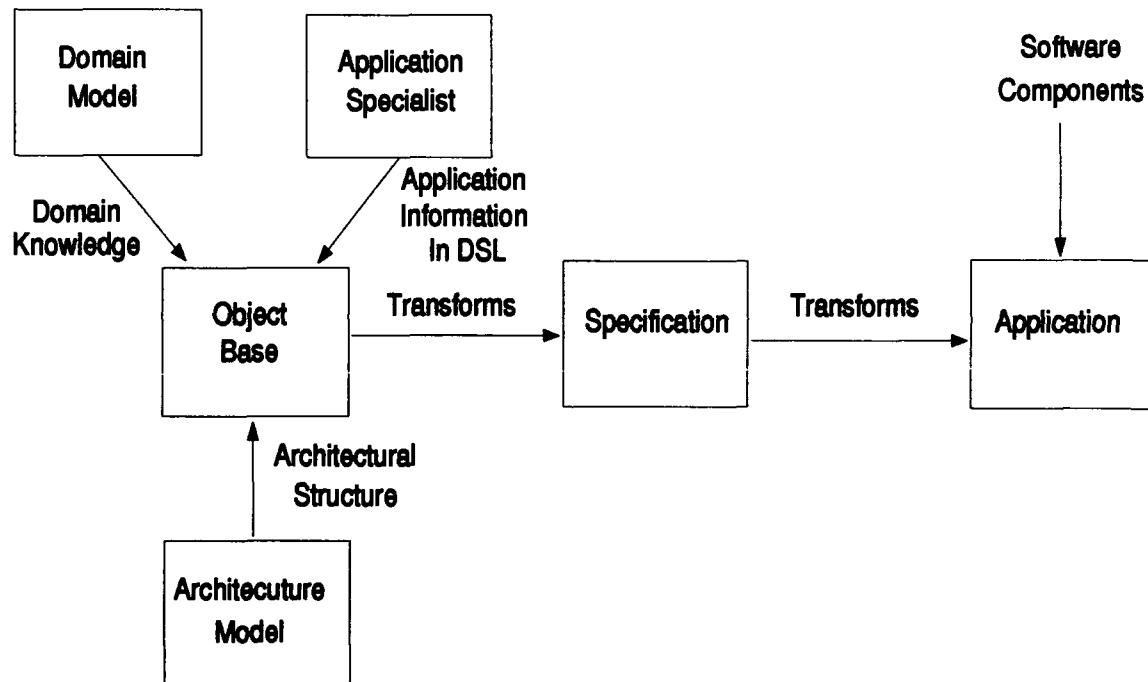 Domain
Model
Application
Specialist
Software
Components
Domain
Knowledge
Application
Information
In DSL
Object
Base
Transforms
Specification
Transforms
Application
Architectural
Structure
Architecuture
Model